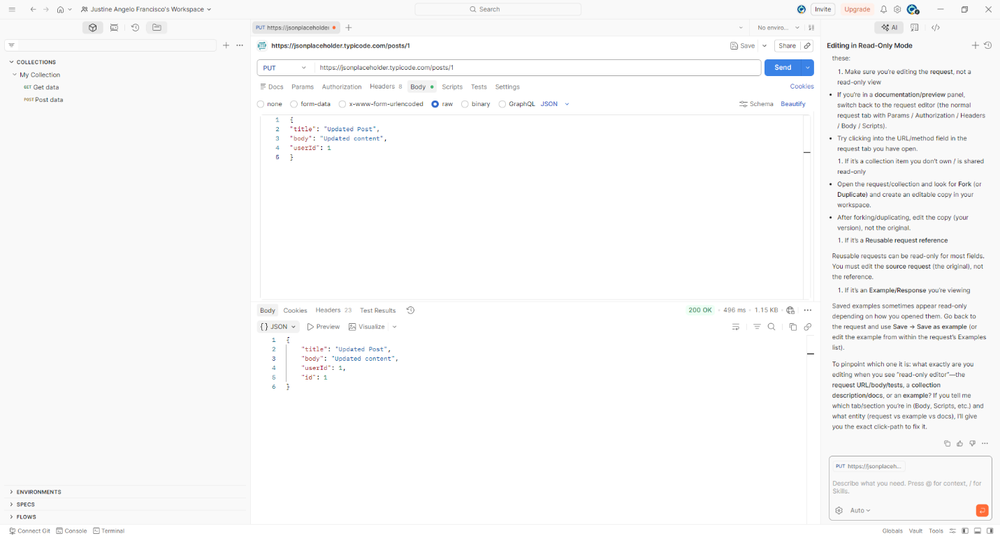 Justine Angelo Francisco's Workspace
Search
Invite
Upgrade
PUT https://jsonplaceholder
No enviro...
AI
COLLECTIONS
My Collection
GET Get data
POST Post data
ENVIRONMENTS
SPECS
FLOWS
HTTP https://jsonplaceholder.typicode.com/posts/1
Save
Share
PUT
https://jsonplaceholder.typicode.com/posts/1
Send
Docs Params Authorization Headers 8 Body Scripts Tests Settings
Cookies
none form-data x-www-form-urlencoded raw binary GraphQL JSON
Schema Beautify
1 {
2 "title": "Updated Post",
3 "body": "Updated content",
4 "userId": 1
5 }
Body Cookies Headers 23 Test Results
200 OK • 496 ms • 1.15 KB
{ } JSON Preview Visualize
1 {
2 "title": "Updated Post",
3 "body": "Updated content",
4 "userId": 1,
5 "id": 1
6 }
Editing in Read-Only Mode
these:
1. Make sure you're editing the request, not a
read-only view
• If you're in a documentation/preview panel,
switch back to the request editor (the normal
request tab with Params / Authorization / Headers
/ Body / Scripts).
• Try clicking into the URL/method field in the
request tab you have open.
1. If it's a collection item you don't own / is shared
read-only
• Open the request/collection and look for Fork (or
Duplicate) and create an editable copy in your
workspace.
• After forking/duplicating, edit the copy (your
version), not the original.
1. If it's a Reusable request reference
Reusable requests can be read-only for most fields.
You must edit the source request (the original), not
the reference.
1. If it's an Example/Response you're viewing
Saved examples sometimes appear read-only
depending on how you opened them. Go back to
the request and use Save → Save as example (or
edit the example from within the request's Examples
list).
To pinpoint which one it is: what exactly are you
editing when you see "read-only editor"—the
request URL/body/tests, a collection
description/docs, or an example? If you tell me
which tab/section you're in (Body, Scripts, etc.) and
what entity (request vs example vs docs), I'll give
you the exact click-path to fix it.
PUT https://jsonplaceh...
Describe what you need. Press @ for context, / for
Skills.
Auto
Connect Git Console Terminal
Globals Vault Tools